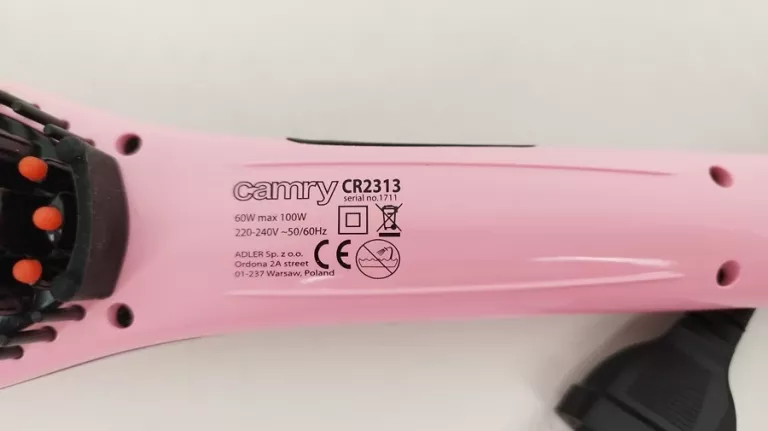 camry CR2313
serial no.1711
60W max 100W
220-240V ~50/60Hz
ADLER Sp. z o.o.
Ordona 2A street
01-237 Warsaw, Poland
CE